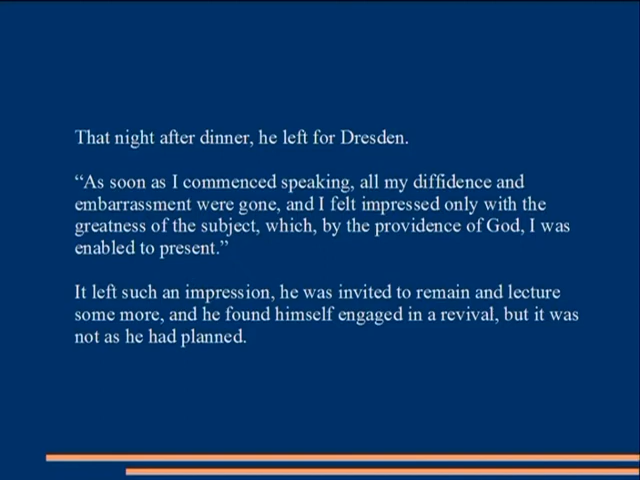 That night after dinner, he left for Dresden.
“As soon as I commenced speaking, all my diffidence and
embarrassment were gone, and I felt impressed only with the
greatness of the subject, which, by the providence of God, I was
enabled to present.”
It left such an impression, he was invited to remain and lecture
some more, and he found himself engaged in a revival, but it was
not as he had planned.